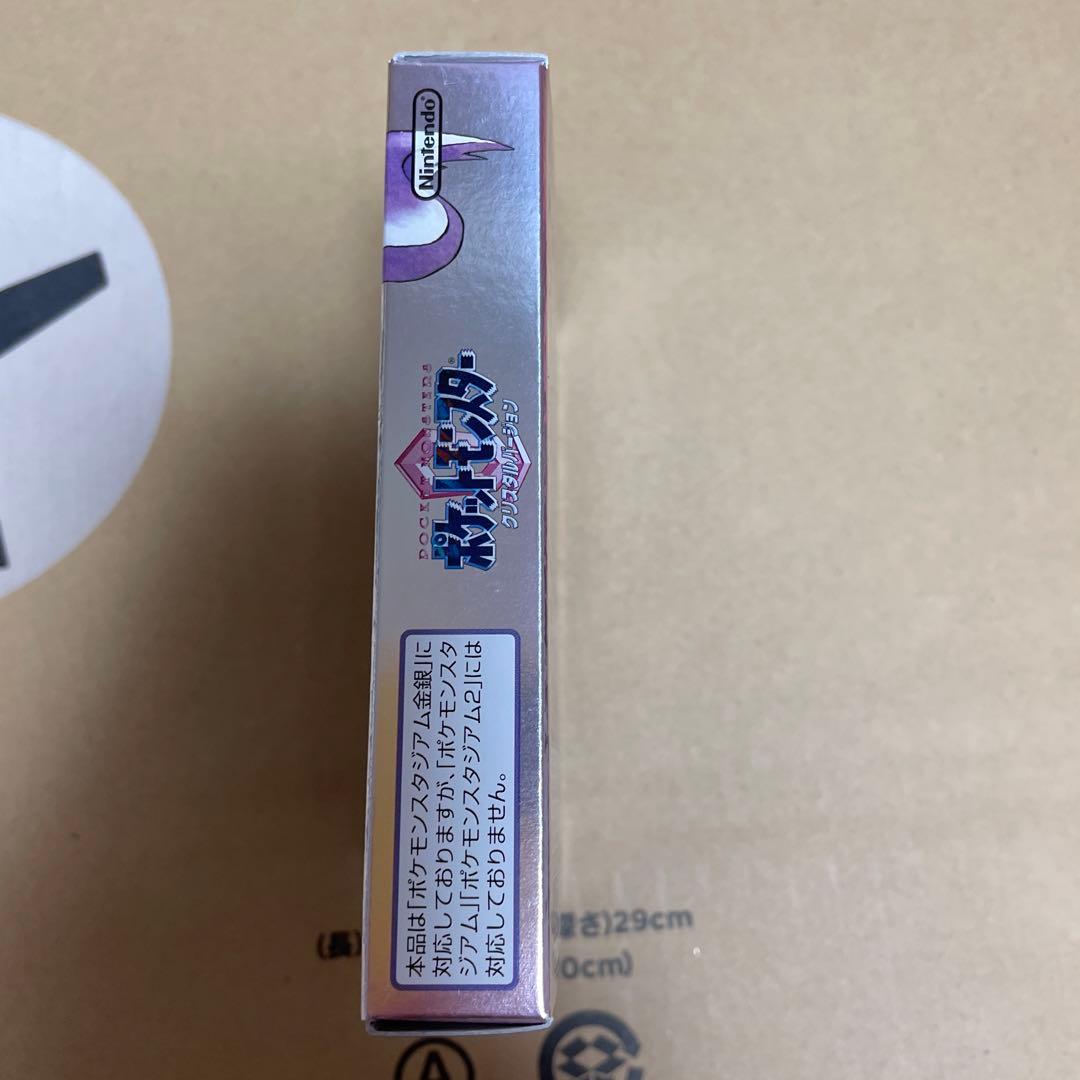 Nintendo®
POCKET MONSTERS
ポケットモンスター®
クリスタルバージョン
本品は「ポケモンスタジアム金銀」に
対応しておりますが、「ポケモンスタ
ジアム」「ポケモンスタジアム2」には
対応しておりません。
(長
深さ)29cm
0cm)
A